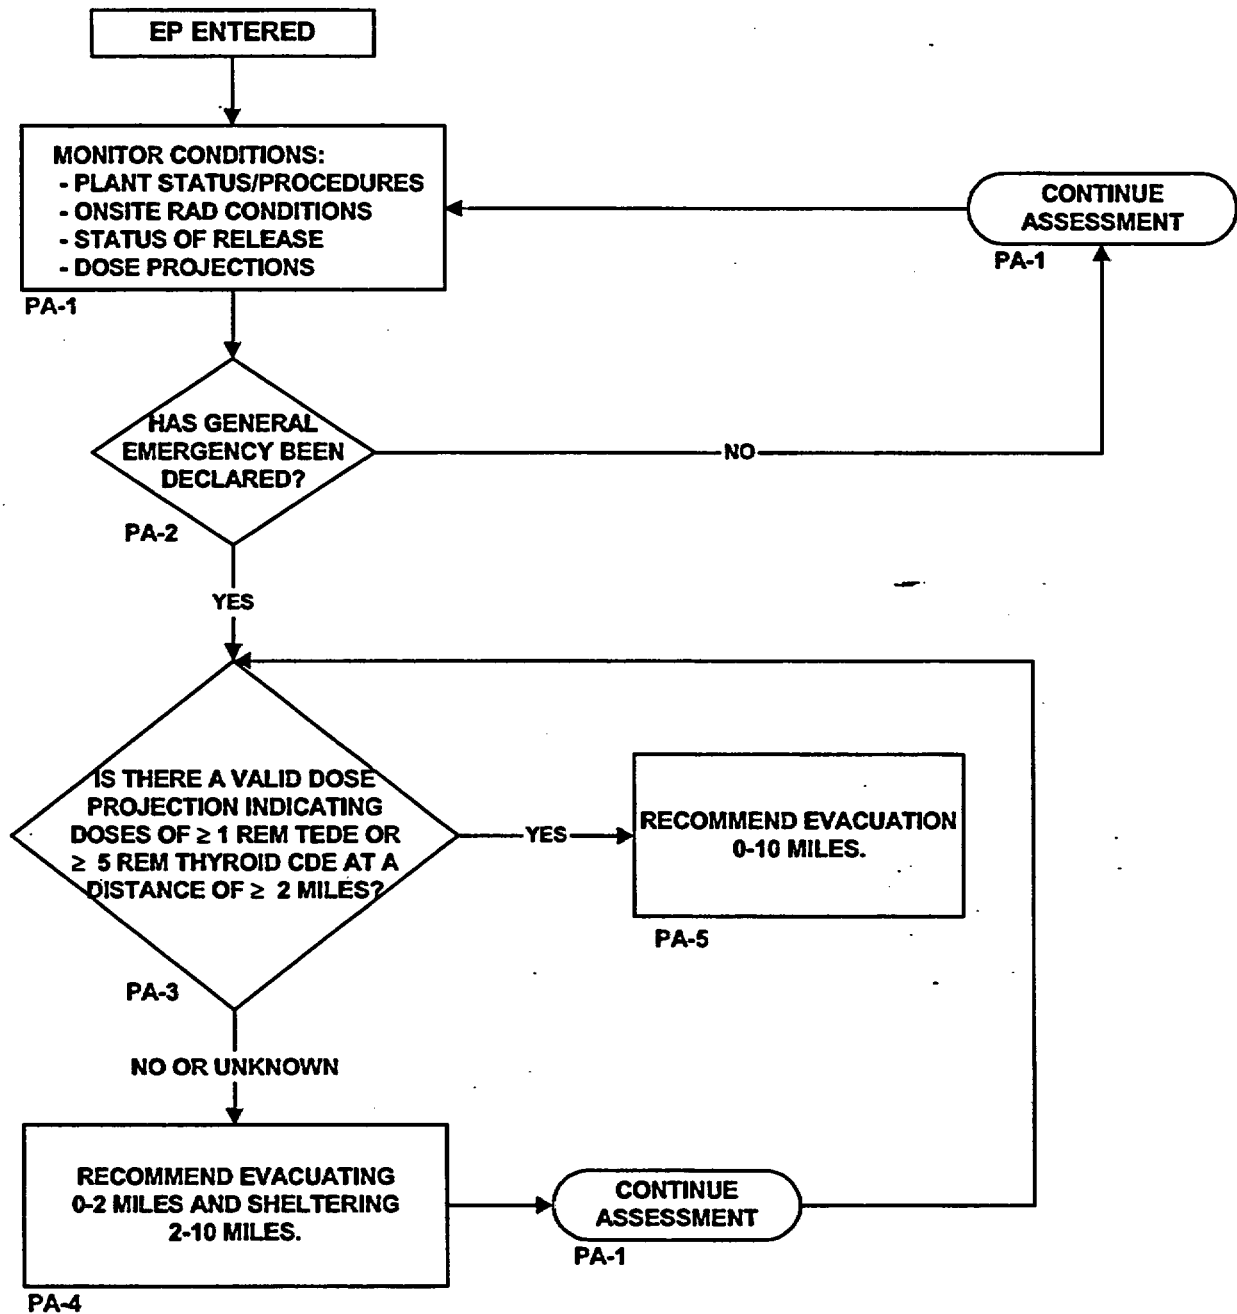 EP ENTERED
MONITOR CONDITIONS:
- PLANT STATUS/PROCEDURES
- ONSITE RAD CONDITIONS
- STATUS OF RELEASE
- DOSE PROJECTIONS
PA-1
CONTINUE
ASSESSMENT
PA-1
HAS GENERAL
EMERGENCY BEEN
DECLARED?
PA-2
NO
YES
IS THERE A VALID DOSE
PROJECTION INDICATING
DOSES OF ≥ 1 REM TEDE OR
≥ 5 REM THYROID CDE AT A
DISTANCE OF ≥ 2 MILES?
PA-3
YES
RECOMMEND EVACUATION
0-10 MILES.
PA-5
NO OR UNKNOWN
RECOMMEND EVACUATING
0-2 MILES AND SHELTERING
2-10 MILES.
PA-4
CONTINUE
ASSESSMENT
PA-1